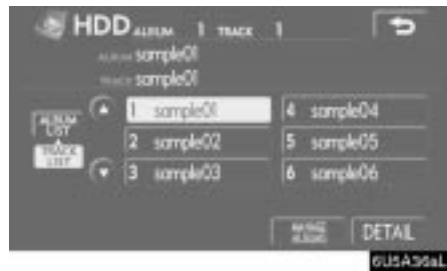 HDD ALBUM 1 TRACK 1
ALBUM sample01
TRACK sample01
ALBUM LIST
TRACK LIST
1 sample01
2 sample02
3 sample03
4 sample04
5 sample05
6 sample06
DETAIL
6U5A36aL